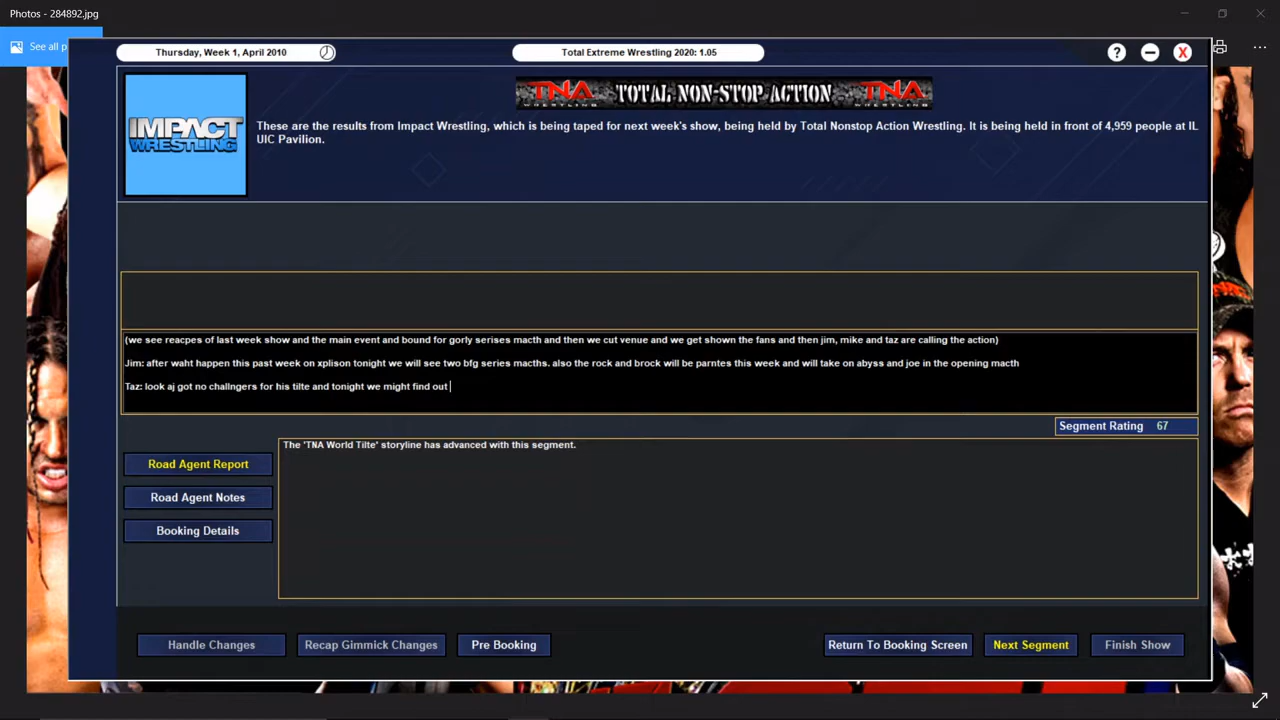 Photos - 284892.jpg
See all p
Thursday, Week 1, April 2010
Total Extreme Wrestling 2020: 1.05
?
X
IMPACT
WRESTLING
TNA
WRESTLING
TOTAL NON-STOP ACTION
TNA
WRESTLING
These are the results from Impact Wrestling, which is being taped for next week's show, being held by Total Nonstop Action Wrestling. It is being held in front of 4,959 people at IL
UIC Pavilion.
(we see reacpes of last week show and the main event and bound for gorly serises macth and then we cut venue and we get shown the fans and then jim, mike and taz are calling the action)
Jim: after waht happen this past week on xplison tonight we will see two bfg series macths. also the rock and brock will be parntes this week and will take on abyss and joe in the opening macth
Taz: look aj got no challngers for his tilte and tonight we might find out
Segment Rating 67
Road Agent Report
Road Agent Notes
Booking Details
The 'TNA World Tilte' storyline has advanced with this segment.
Handle Changes
Recap Gimmick Changes
Pre Booking
Return To Booking Screen
Next Segment
Finish Show